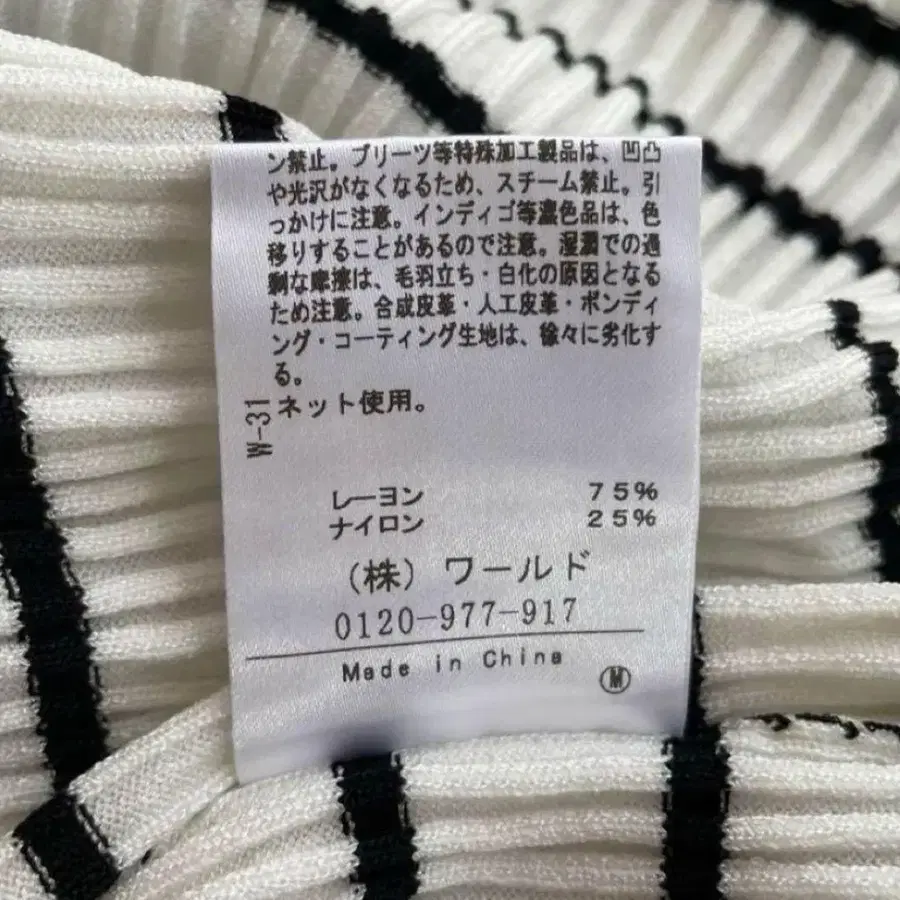 ン禁止。プリーツ等特殊加工製品は、凹凸
や光沢がなくなるため、スチーム禁止。引
っかけに注意。インディゴ等濃色品は、色
移りすることがあるので注意。湿潤での過
剰な摩擦は、毛羽立ち・白化の原因となる
ため注意。合成皮革・人工皮革・ボンディ
ング・コーティング生地は、徐々に劣化す
る。
ネット使用。
W-31
レーヨン 75%
ナイロン 25%
(株)ワールド
0120-977-917
Made in China
M